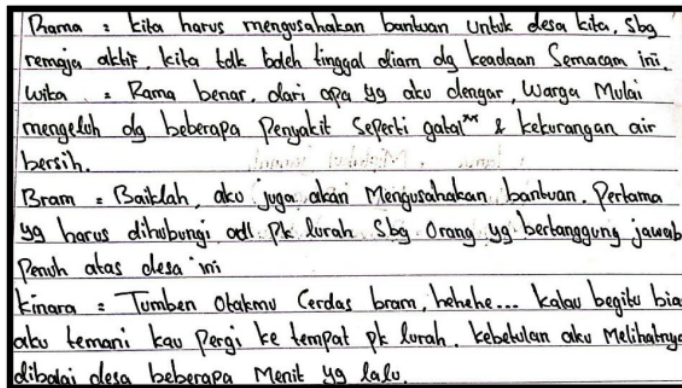 Rama : kita harus mengusahakan bantuan untuk desa kita, Sbg
remaja aktif, kita tdk boleh tinggal diam dg keadaan Semacam ini.
Wika : Rama benar, dari apa yg aku dengar, Warga Mulai
mengeluh dg beberapa Penyakit Seperti gatal" & kekurangan air
bersih.
Bram : Baiklah, aku juga akan Mengusahakan bantuan. Pertama
yg harus dihubungi adl Pk lurah Sbg Orang yg bertanggung jawab
Penuh atas desa ini
Kinara : Tumben Otakmu Cerdas bram, hehehe... kalau begitu bia
aku temani kau Pergi ke tempat pk lurah. kebetulan aku Melihatnya
dibalai desa beberapa Menit yg lalu.